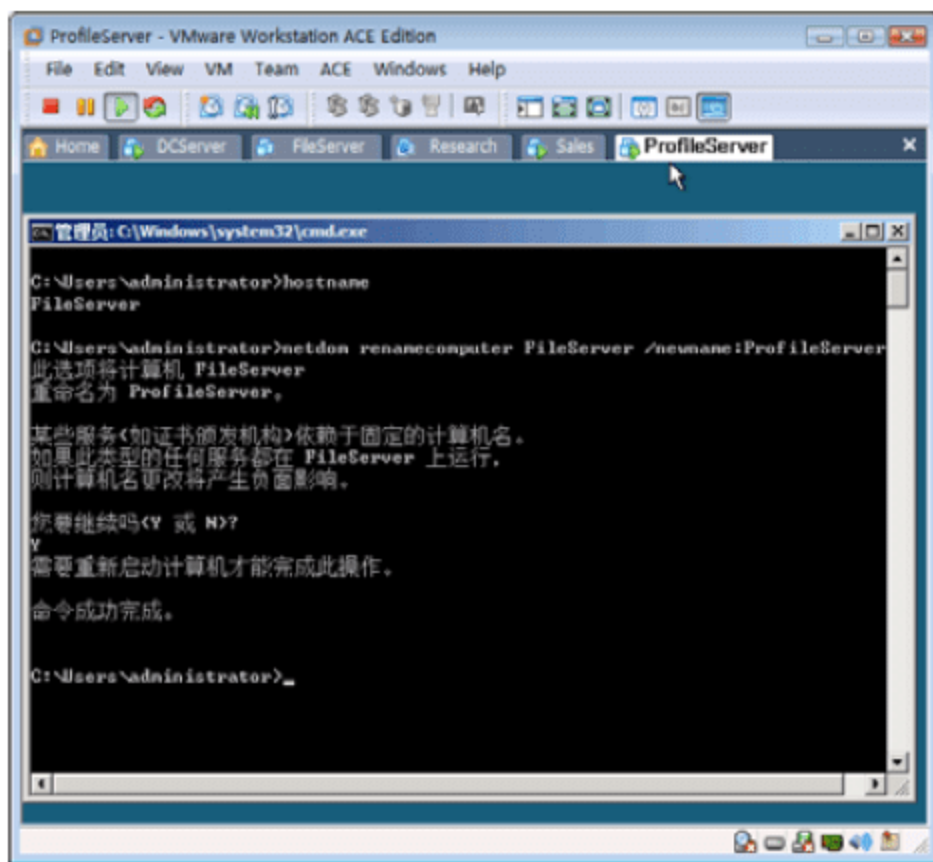 ProfileServer - VMware Workstation ACE Edition
File Edit View VM Team ACE Windows Help
Home DCServer FileServer Research Sales ProfileServer
管理员: C:\Windows\system32\cmd.exe
C:\Users\administrator>hostname
FileServer
C:\Users\administrator>netdom renamecomputer FileServer /newname:ProfileServer
此选项将计算机 FileServer
重命名为 ProfileServer。
某些服务(如证书颁发机构)依赖于固定的计算机名。
如果此类型的任何服务都在 FileServer 上运行,
则计算机名更改将产生负面影响。
您要继续吗(Y 或 N)?
Y
需要重新启动计算机才能完成此操作。
命令成功完成。
C:\Users\administrator>_